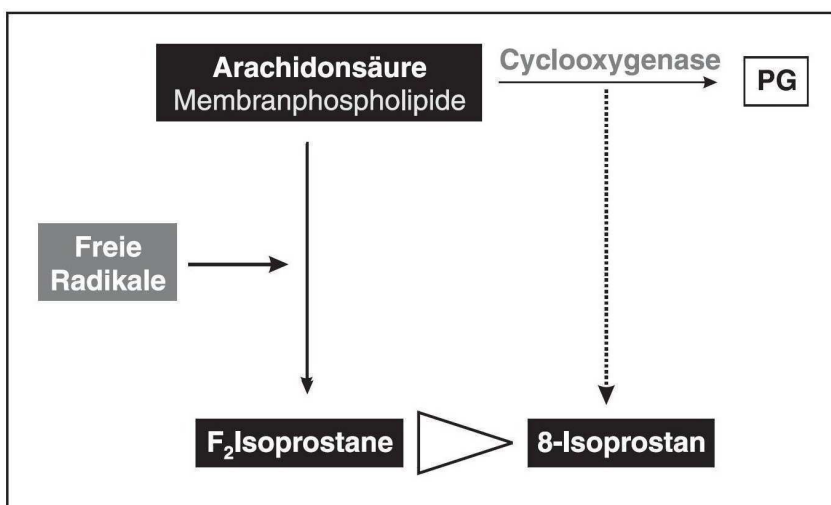 Arachidonsäure
Membranphospholipide
Cyclooxygenase
PG
Freie
Radikale
F₂Isoprostane
8-Isoprostan